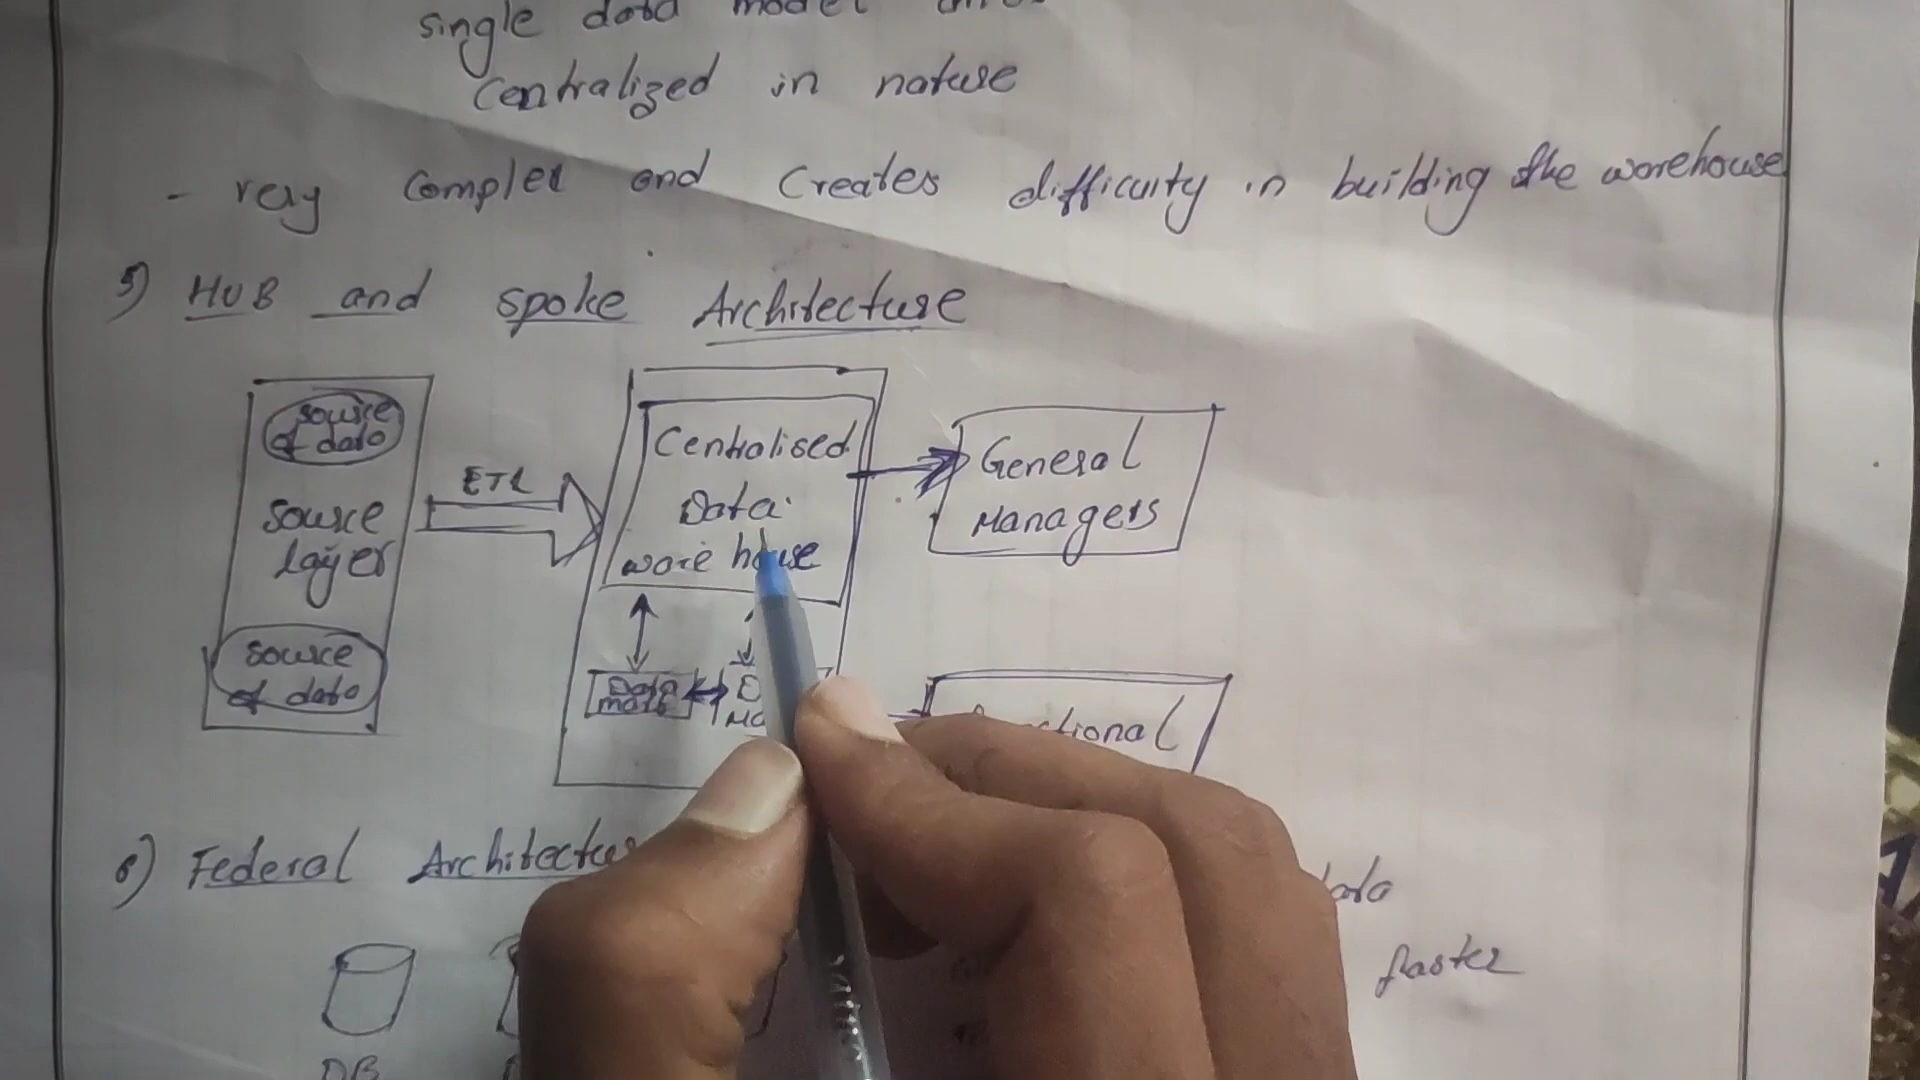 single data model
Centralized in nature
- very Complex and Creates difficulty in building the warehouse
5) HUB and spoke Architecture
source
of data
source
layer
source
of data
ETL
Centralised
Data
ware house
Data
mart
General
Managers
6) Federal Architecture
data
faster
DB